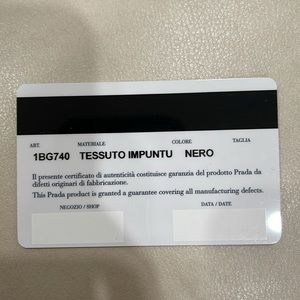 ART. MATERIALE COLORE TAGLIA
1BG740 TESSUTO IMPUNTU NERO
Il presente certificato di autenticità costituisce garanzia del prodotto Prada da
difetti originari di fabbricazione.
This Prada product is granted a guarantee covering all manufacturing defects.
NEGOZIO / SHOP DATA / DATE